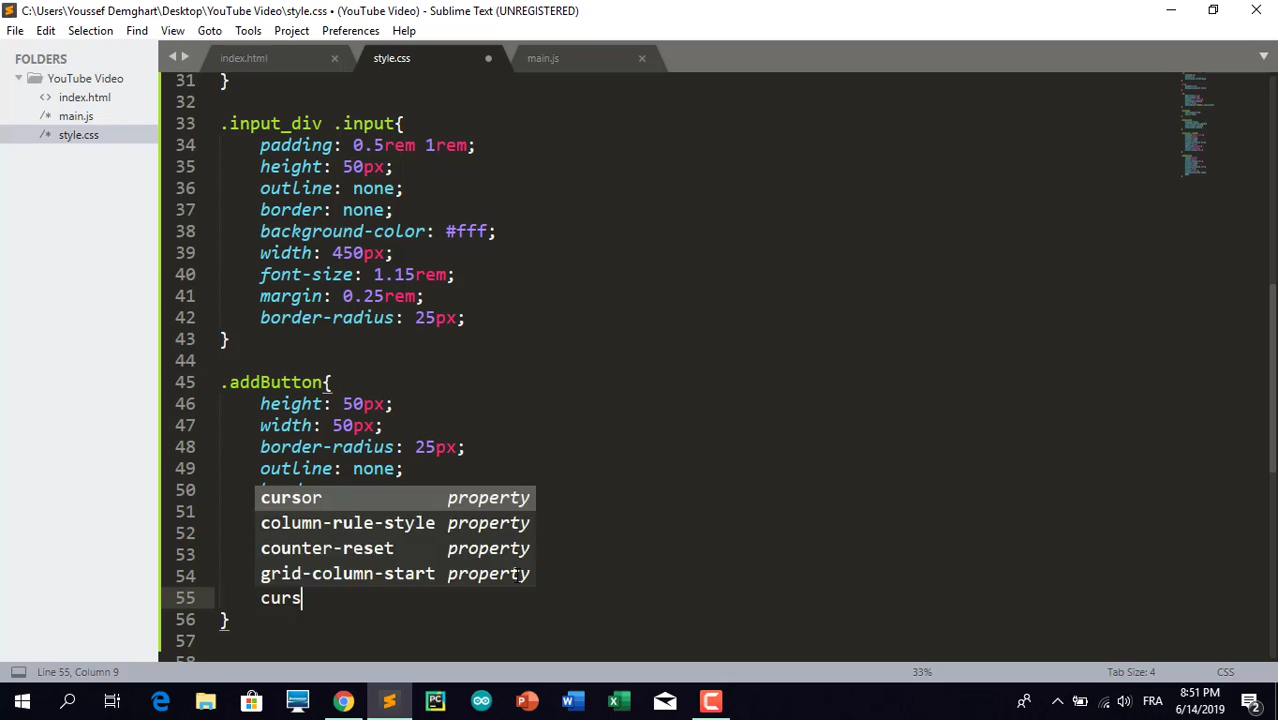 C:\Users\Youssef Demghart\Desktop\YouTube Video\style.css • (YouTube Video) - Sublime Text (UNREGISTERED)
File Edit Selection Find View Goto Tools Project Preferences Help
FOLDERS
YouTube Video
<> index.html
/* main.js
/* style.css
index.html
style.css
main.js
31 }
32
33 .input_div .input{
34 padding: 0.5rem 1rem;
35 height: 50px;
36 outline: none;
37 border: none;
38 background-color: #fff;
39 width: 450px;
40 font-size: 1.15rem;
41 margin: 0.25rem;
42 border-radius: 25px;
43 }
44
45 .addButton{
46 height: 50px;
47 width: 50px;
48 border-radius: 25px;
49 outline: none;
50
51
52
53
54
55 curs
56 }
57
cursor property
column-rule-style property
counter-reset property
grid-column-start property
Line 55, Column 9
33%
Tab Size: 4
CSS
FRA
8:51 PM
6/14/2019
2